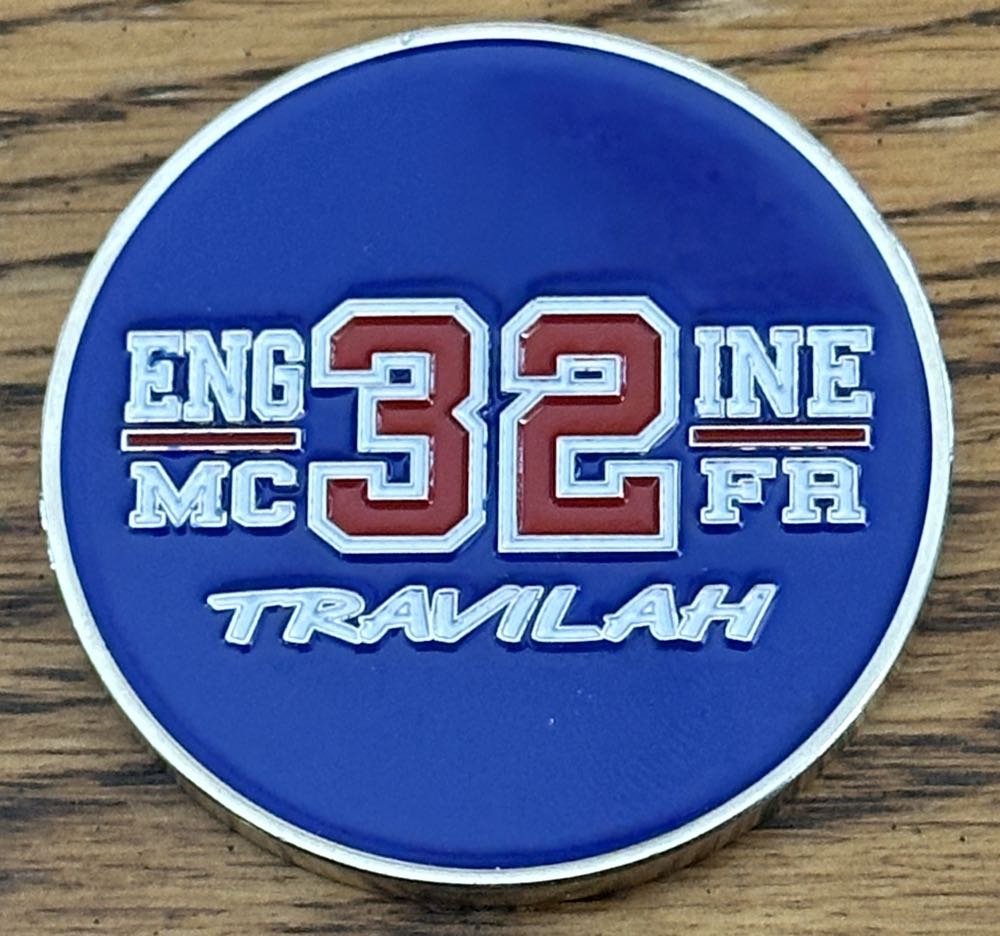 ENG 32 INE
MC FR
TRAVILAH